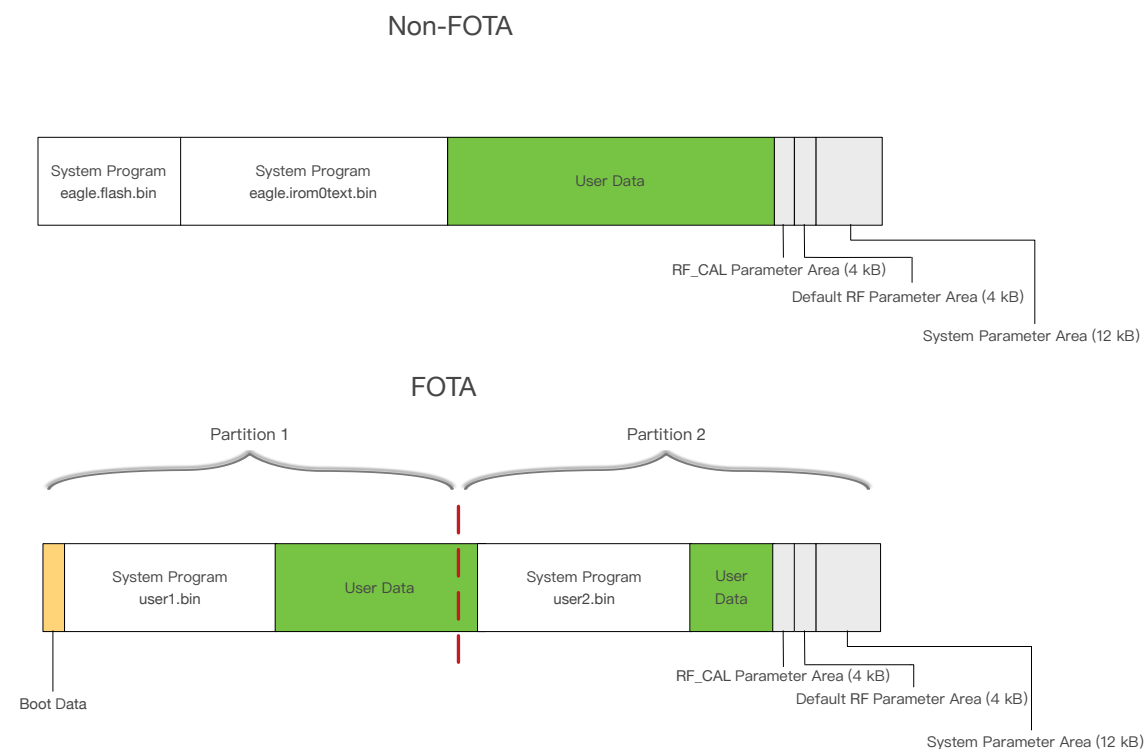 Non-FOTA
System Program
eagle.flash.bin
System Program
eagle.irom0text.bin
User Data
RF_CAL Parameter Area (4 kB)
Default RF Parameter Area (4 kB)
System Parameter Area (12 kB)
FOTA
Partition 1
Partition 2
System Program
user1.bin
User Data
System Program
user2.bin
User
Data
RF_CAL Parameter Area (4 kB)
Default RF Parameter Area (4 kB)
Boot Data
System Parameter Area (12 kB)